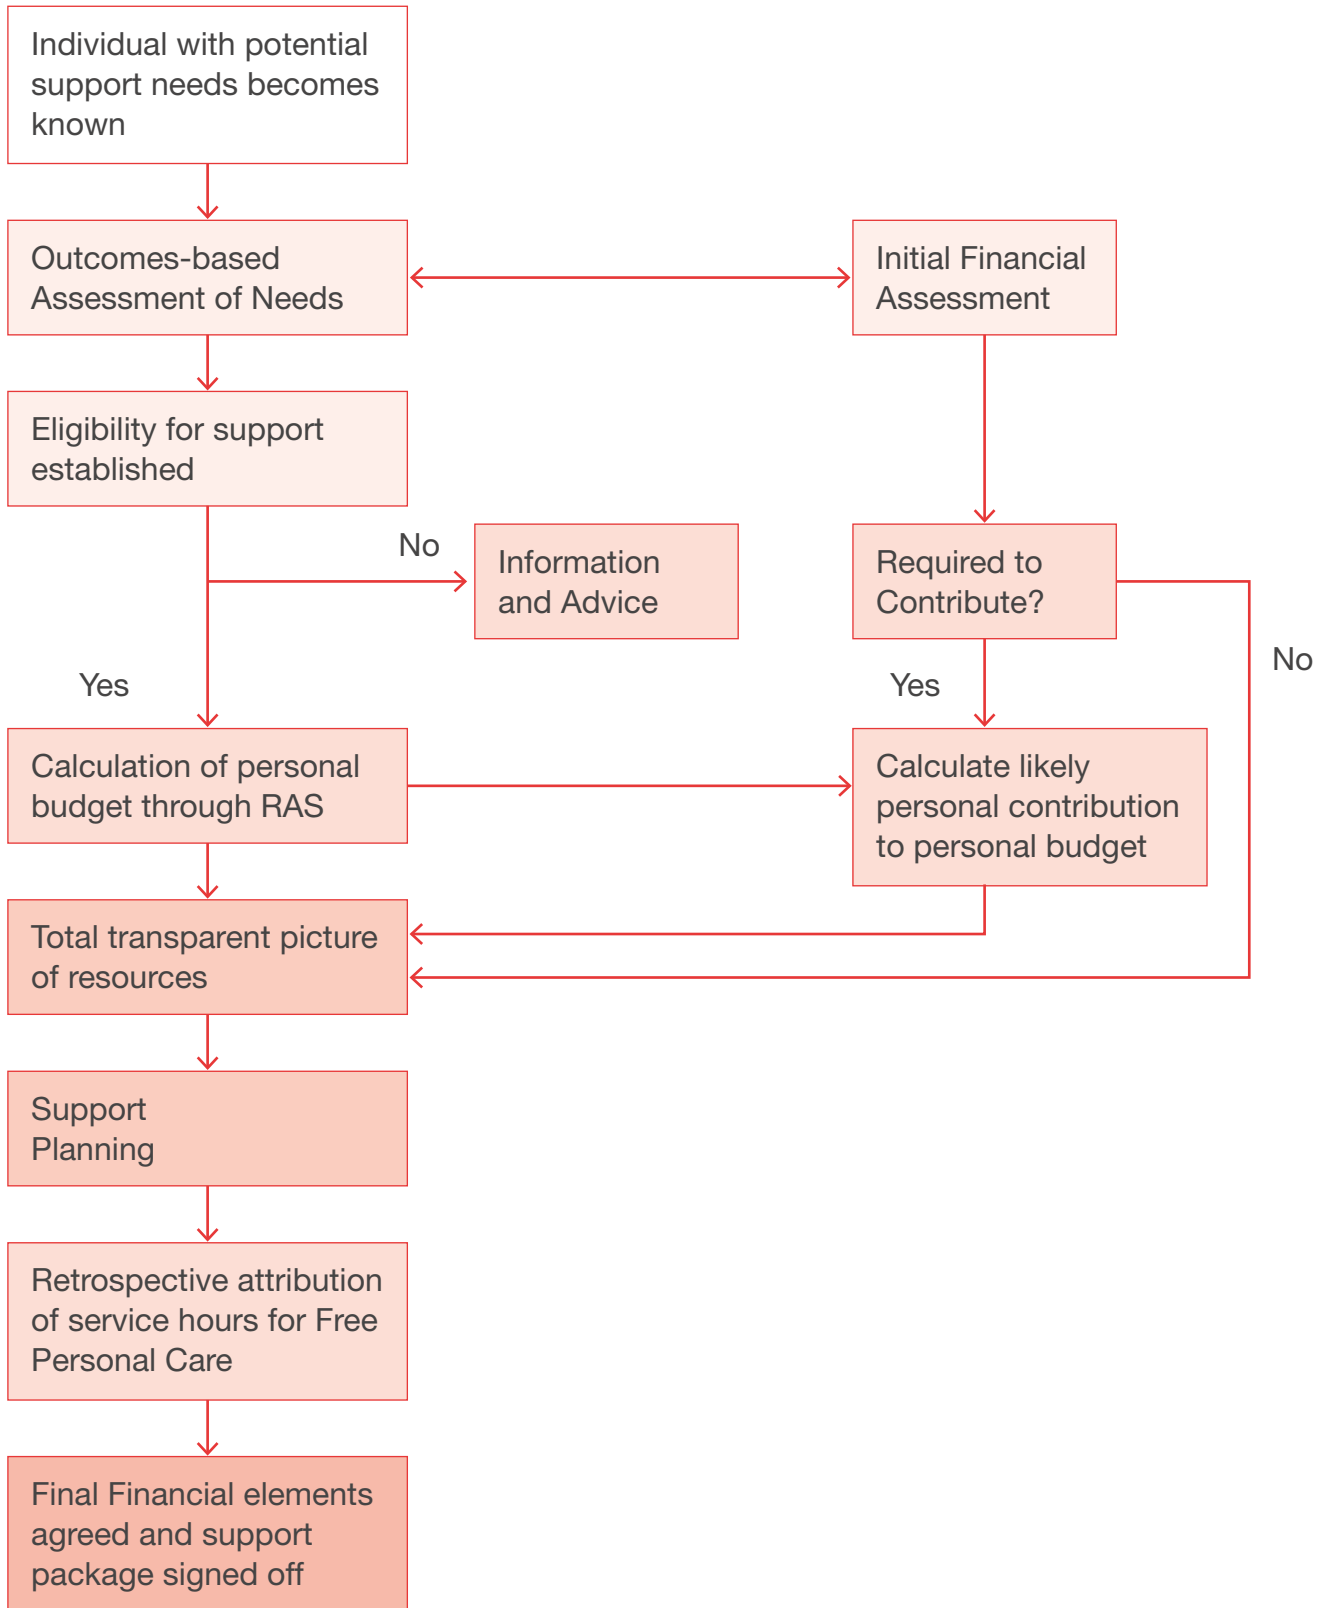 Individual with potential
support needs becomes
known
Outcomes-based
Assessment of Needs
Initial Financial
Assessment
Eligibility for support
established
No
Information
and Advice
Required to
Contribute?
No
Yes
Yes
Calculation of personal
budget through RAS
Calculate likely
personal contribution
to personal budget
Total transparent picture
of resources
Support
Planning
Retrospective attribution
of service hours for Free
Personal Care
Final Financial elements
agreed and support
package signed off